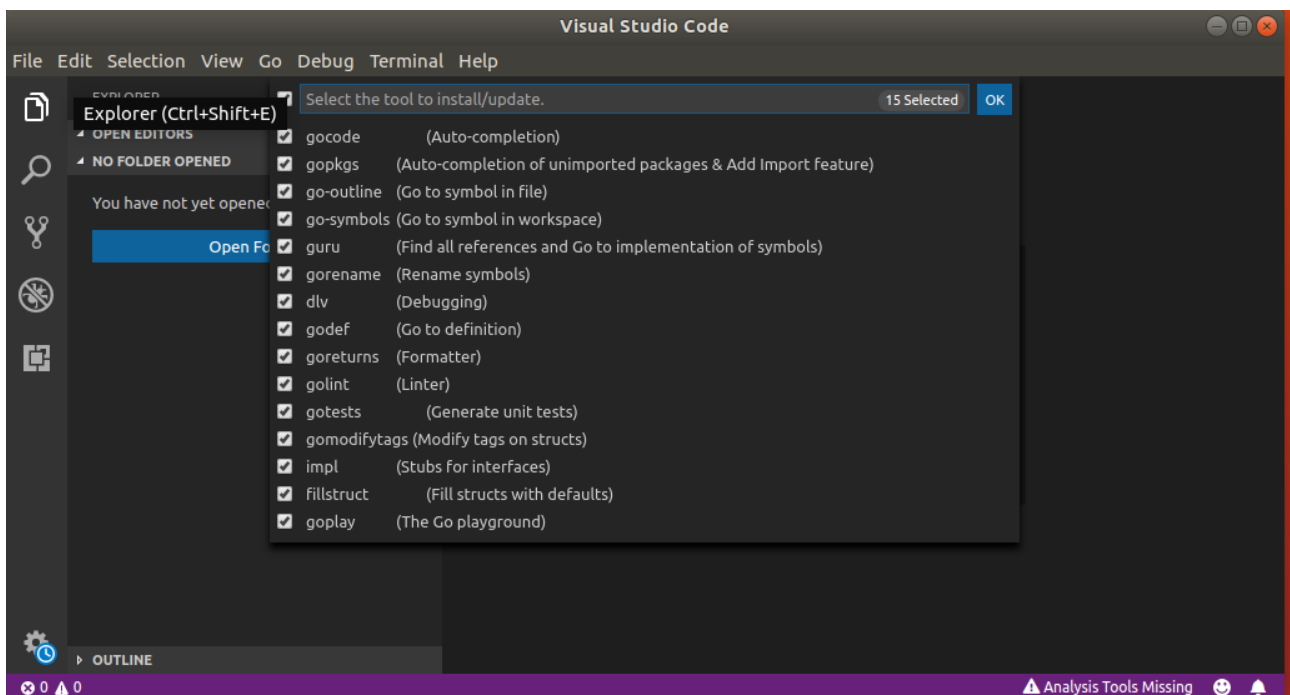 Visual Studio Code
File Edit Selection View Go Debug Terminal Help
EXPLORER
Explorer (Ctrl+Shift+E)
Select the tool to install/update. 15 Selected OK
OPEN EDITORS
NO FOLDER OPENED
You have not yet opened
Open Fo
gocode (Auto-completion)
gopkgs (Auto-completion of unimported packages & Add Import feature)
go-outline (Go to symbol in file)
go-symbols (Go to symbol in workspace)
guru (Find all references and Go to implementation of symbols)
gorename (Rename symbols)
dlv (Debugging)
godef (Go to definition)
goreturns (Formatter)
golint (Linter)
gotests (Generate unit tests)
gomodifytags (Modify tags on structs)
impl (Stubs for interfaces)
fillstruct (Fill structs with defaults)
goplay (The Go playground)
OUTLINE
0 0 Analysis Tools Missing